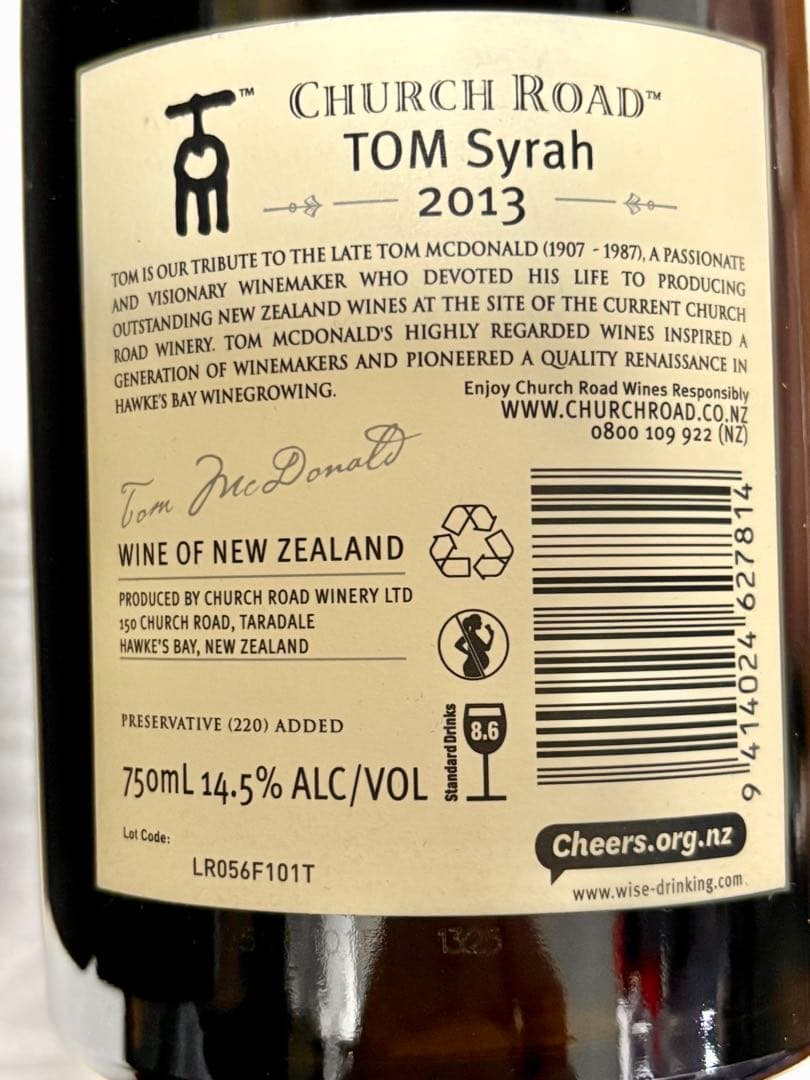 TM
CHURCH ROAD™
TOM Syrah
2013
TOM IS OUR TRIBUTE TO THE LATE TOM MCDONALD (1907 - 1987), A PASSIONATE
AND VISIONARY WINEMAKER WHO DEVOTED HIS LIFE TO PRODUCING
OUTSTANDING NEW ZEALAND WINES AT THE SITE OF THE CURRENT CHURCH
ROAD WINERY. TOM MCDONALD'S HIGHLY REGARDED WINES INSPIRED A
GENERATION OF WINEMAKERS AND PIONEERED A QUALITY RENAISSANCE IN
HAWKE'S BAY WINEGROWING.
Enjoy Church Road Wines Responsibly
WWW.CHURCHROAD.CO.NZ
0800 109 922 (NZ)
Tom McDonald
WINE OF NEW ZEALAND
PRODUCED BY CHURCH ROAD WINERY LTD
150 CHURCH ROAD, TARADALE
HAWKE'S BAY, NEW ZEALAND
PRESERVATIVE (220) ADDED
750mL 14.5% ALC/VOL
Standard Drinks
8.6
Lot Code:
LR056F101T
9 414024 627814
Cheers.org.nz
www.wise-drinking.com